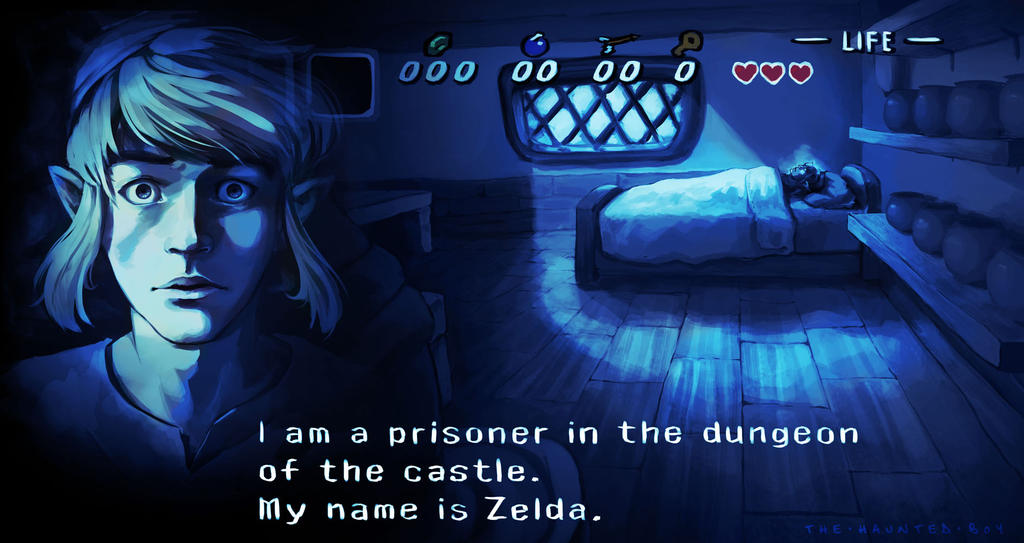 LIFE
000 00 00 0
I am a prisoner in the dungeon
of the castle.
My name is Zelda.
THE·HAUNTED·BOY